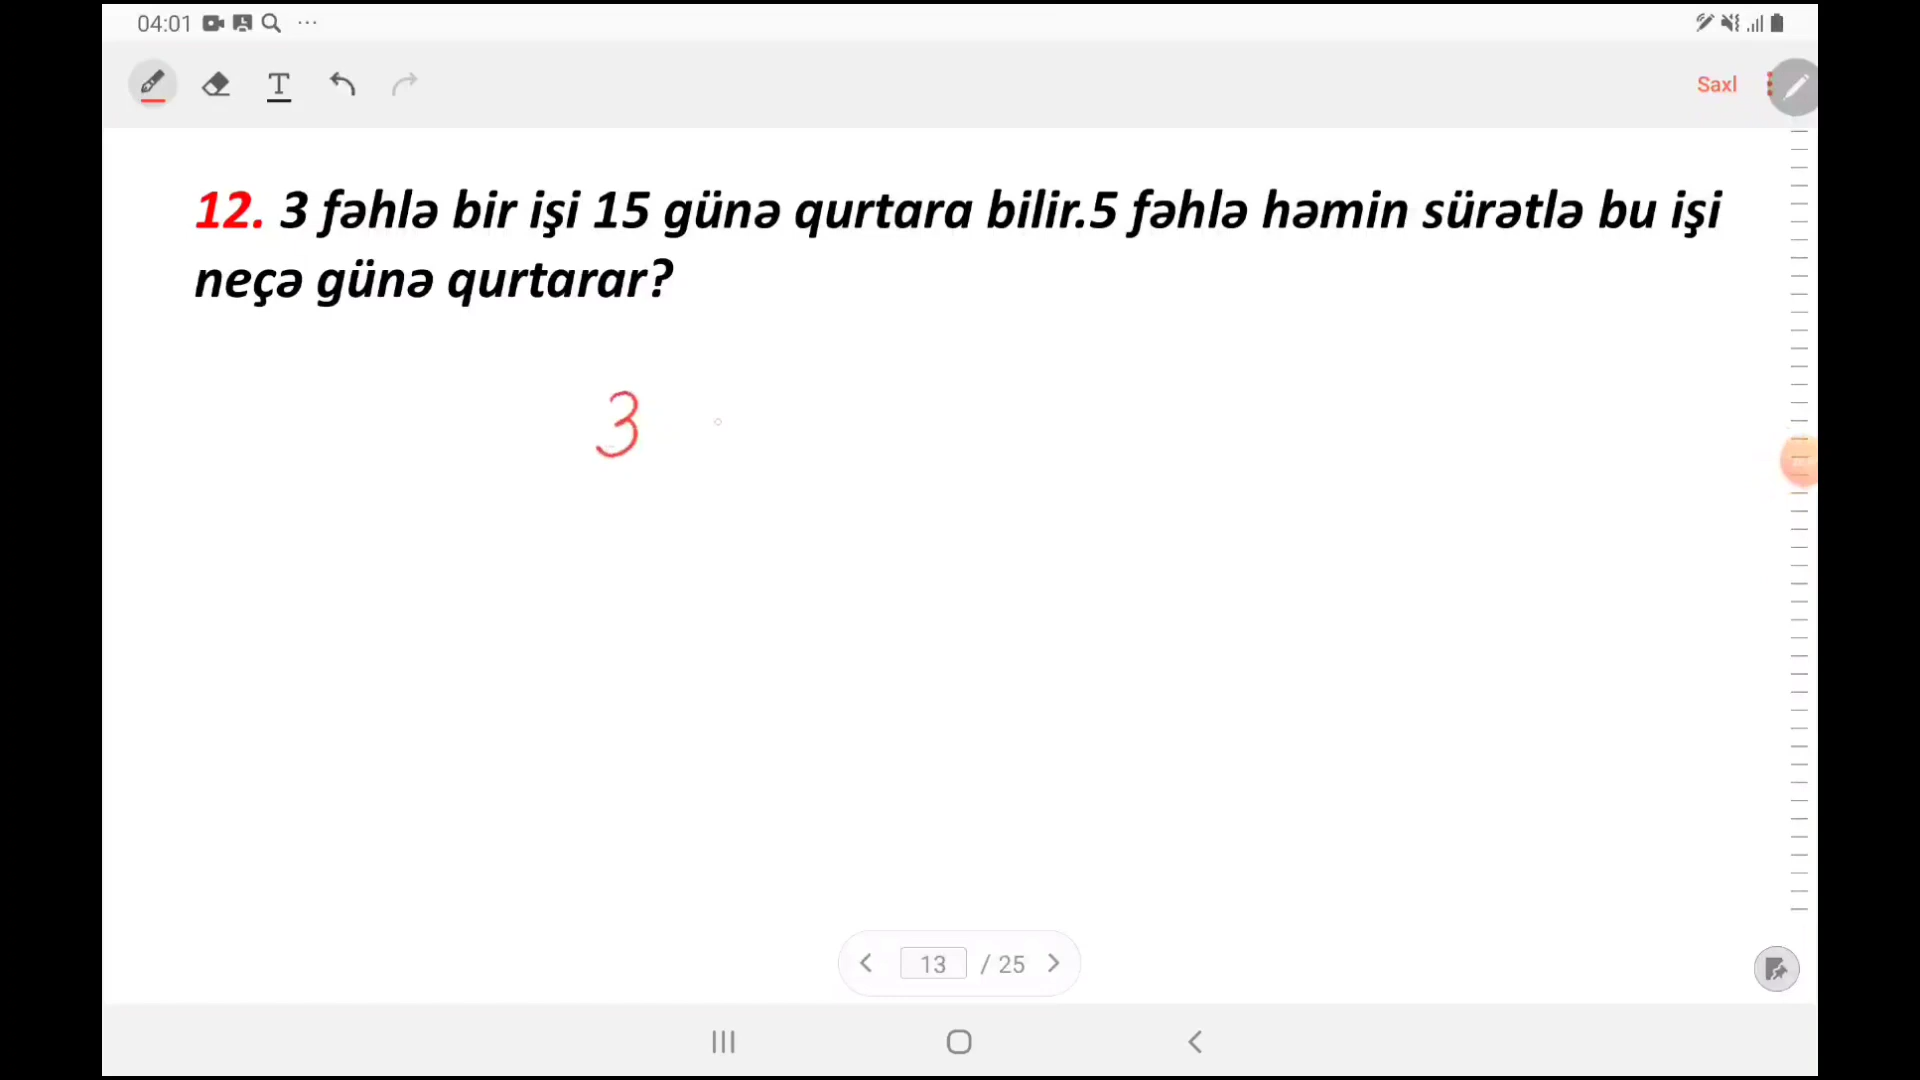 04:01
T
Saxl
12. 3 fəhlə bir işi 15 günə qurtara bilir.5 fəhlə həmin sürətlə bu işi
neçə günə qurtarar?
3
13 / 25